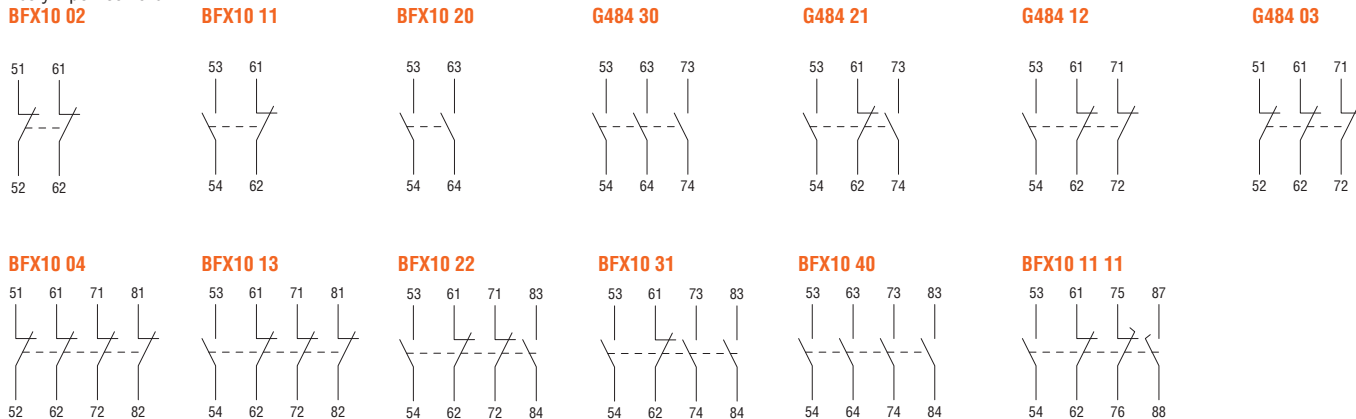 BFX10 02 BFX10 11 BFX10 20 G484 30 G484 21 G484 12 G484 03
51 61 53 61 53 63 53 63 73 53 61 73 53 61 71 51 61 71
52 62 54 62 54 64 54 64 74 54 62 74 54 62 72 52 62 72
BFX10 04 BFX10 13 BFX10 22 BFX10 31 BFX10 40 BFX10 11 11
51 61 71 81 53 61 71 81 53 61 71 83 53 61 73 83 53 63 73 83 53 61 75 87
52 62 72 82 54 62 72 82 54 62 72 84 54 62 74 84 54 64 74 84 54 62 76 88